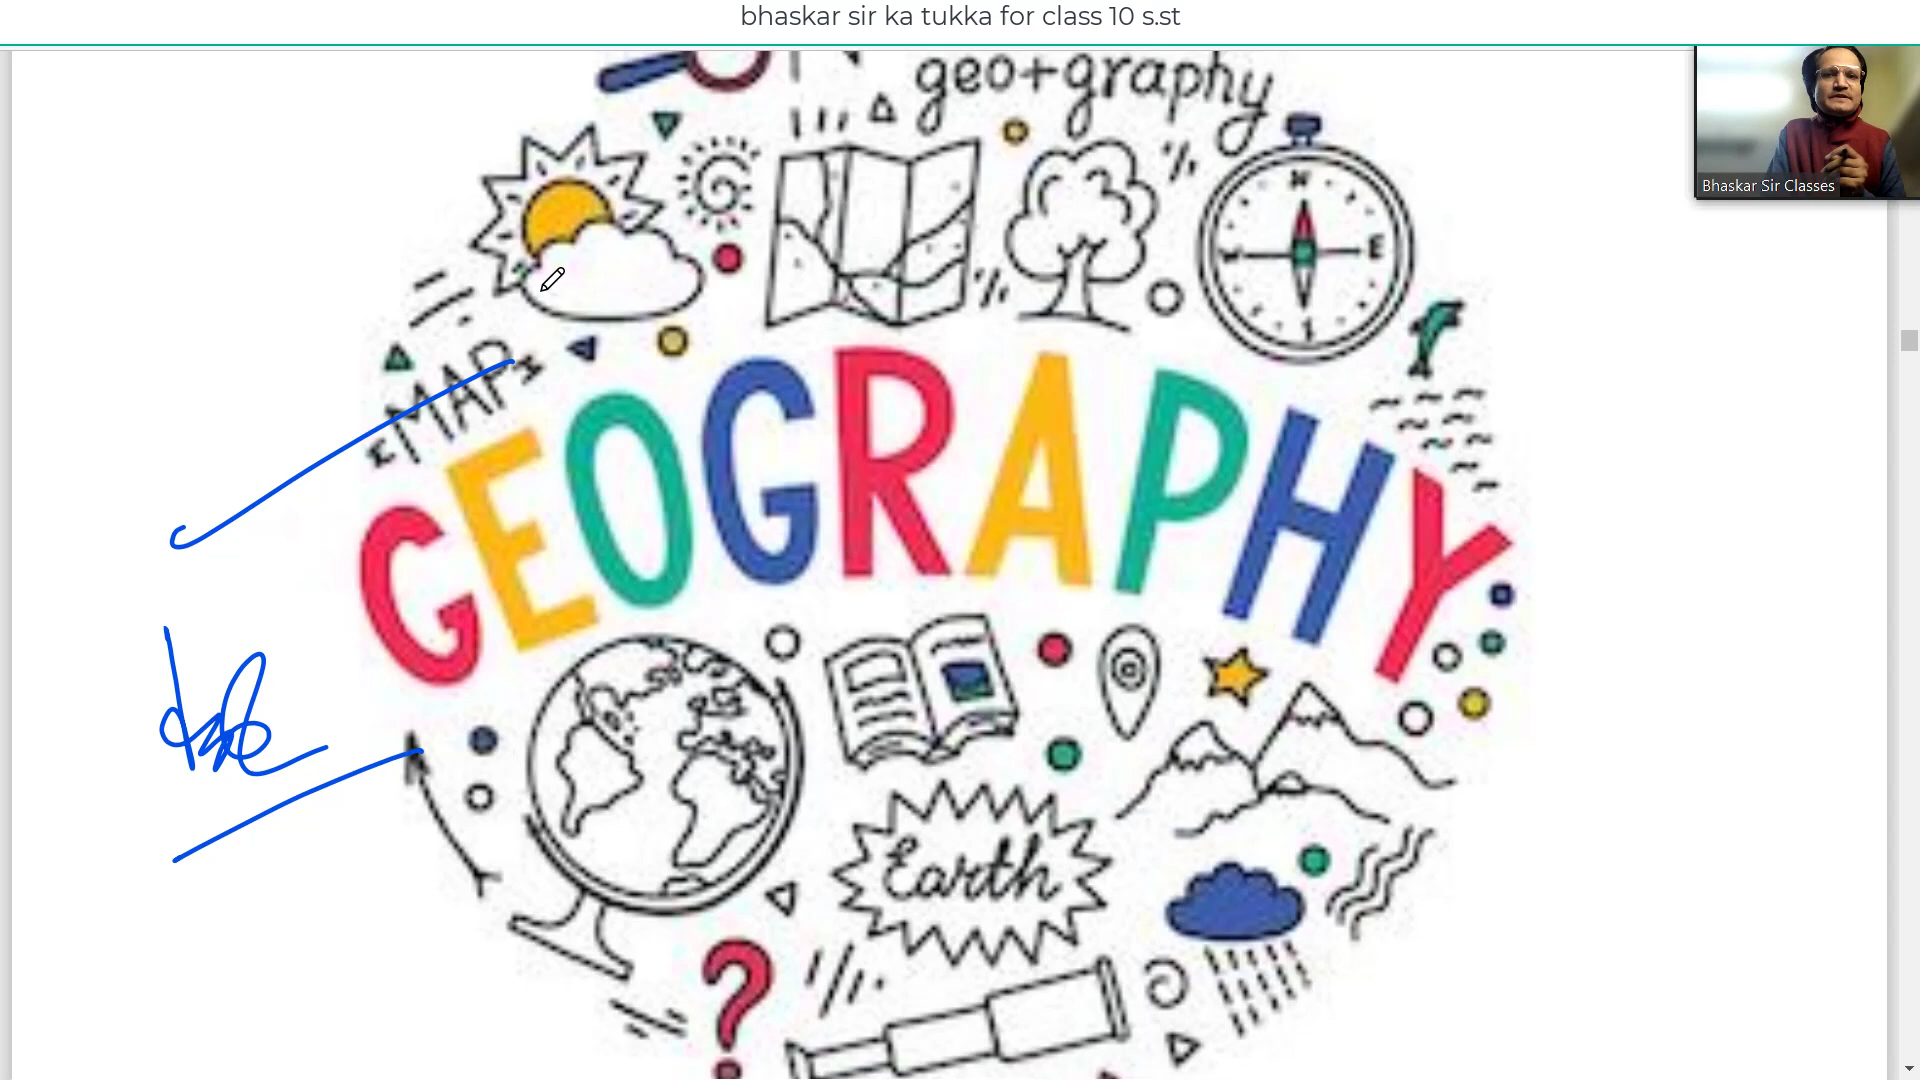 bhaskar sir ka tukka for class 10 s.st
geo+graphy
Bhaskar Sir Classes
N
W
E
S
MAP
GEOGRAPHY
Earth
?